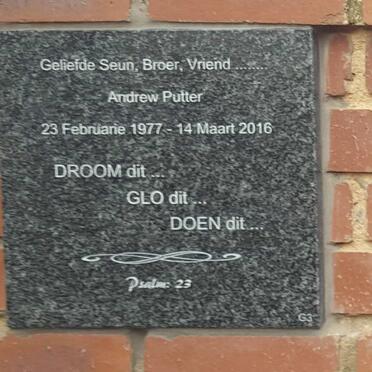 Geliefde Seun, Broer, Vriend ........
Andrew Putter
23 Februarie 1977 - 14 Maart 2016
DROOM dit ...
GLO dit ...
DOEN dit ...
Psalm: 23
G3